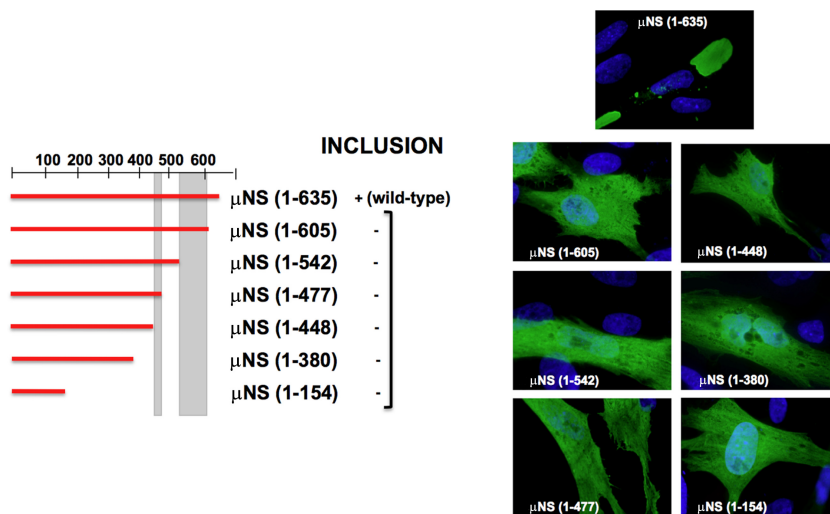 INCLUSION
100 200 300 400 500 600
μNS (1-635) + (wild-type)
μNS (1-605) -
μNS (1-542) -
μNS (1-477) -
μNS (1-448) -
μNS (1-380) -
μNS (1-154) -
μNS (1-635)
μNS (1-605)
μNS (1-448)
μNS (1-542)
μNS (1-380)
μNS (1-477)
μNS (1-154)